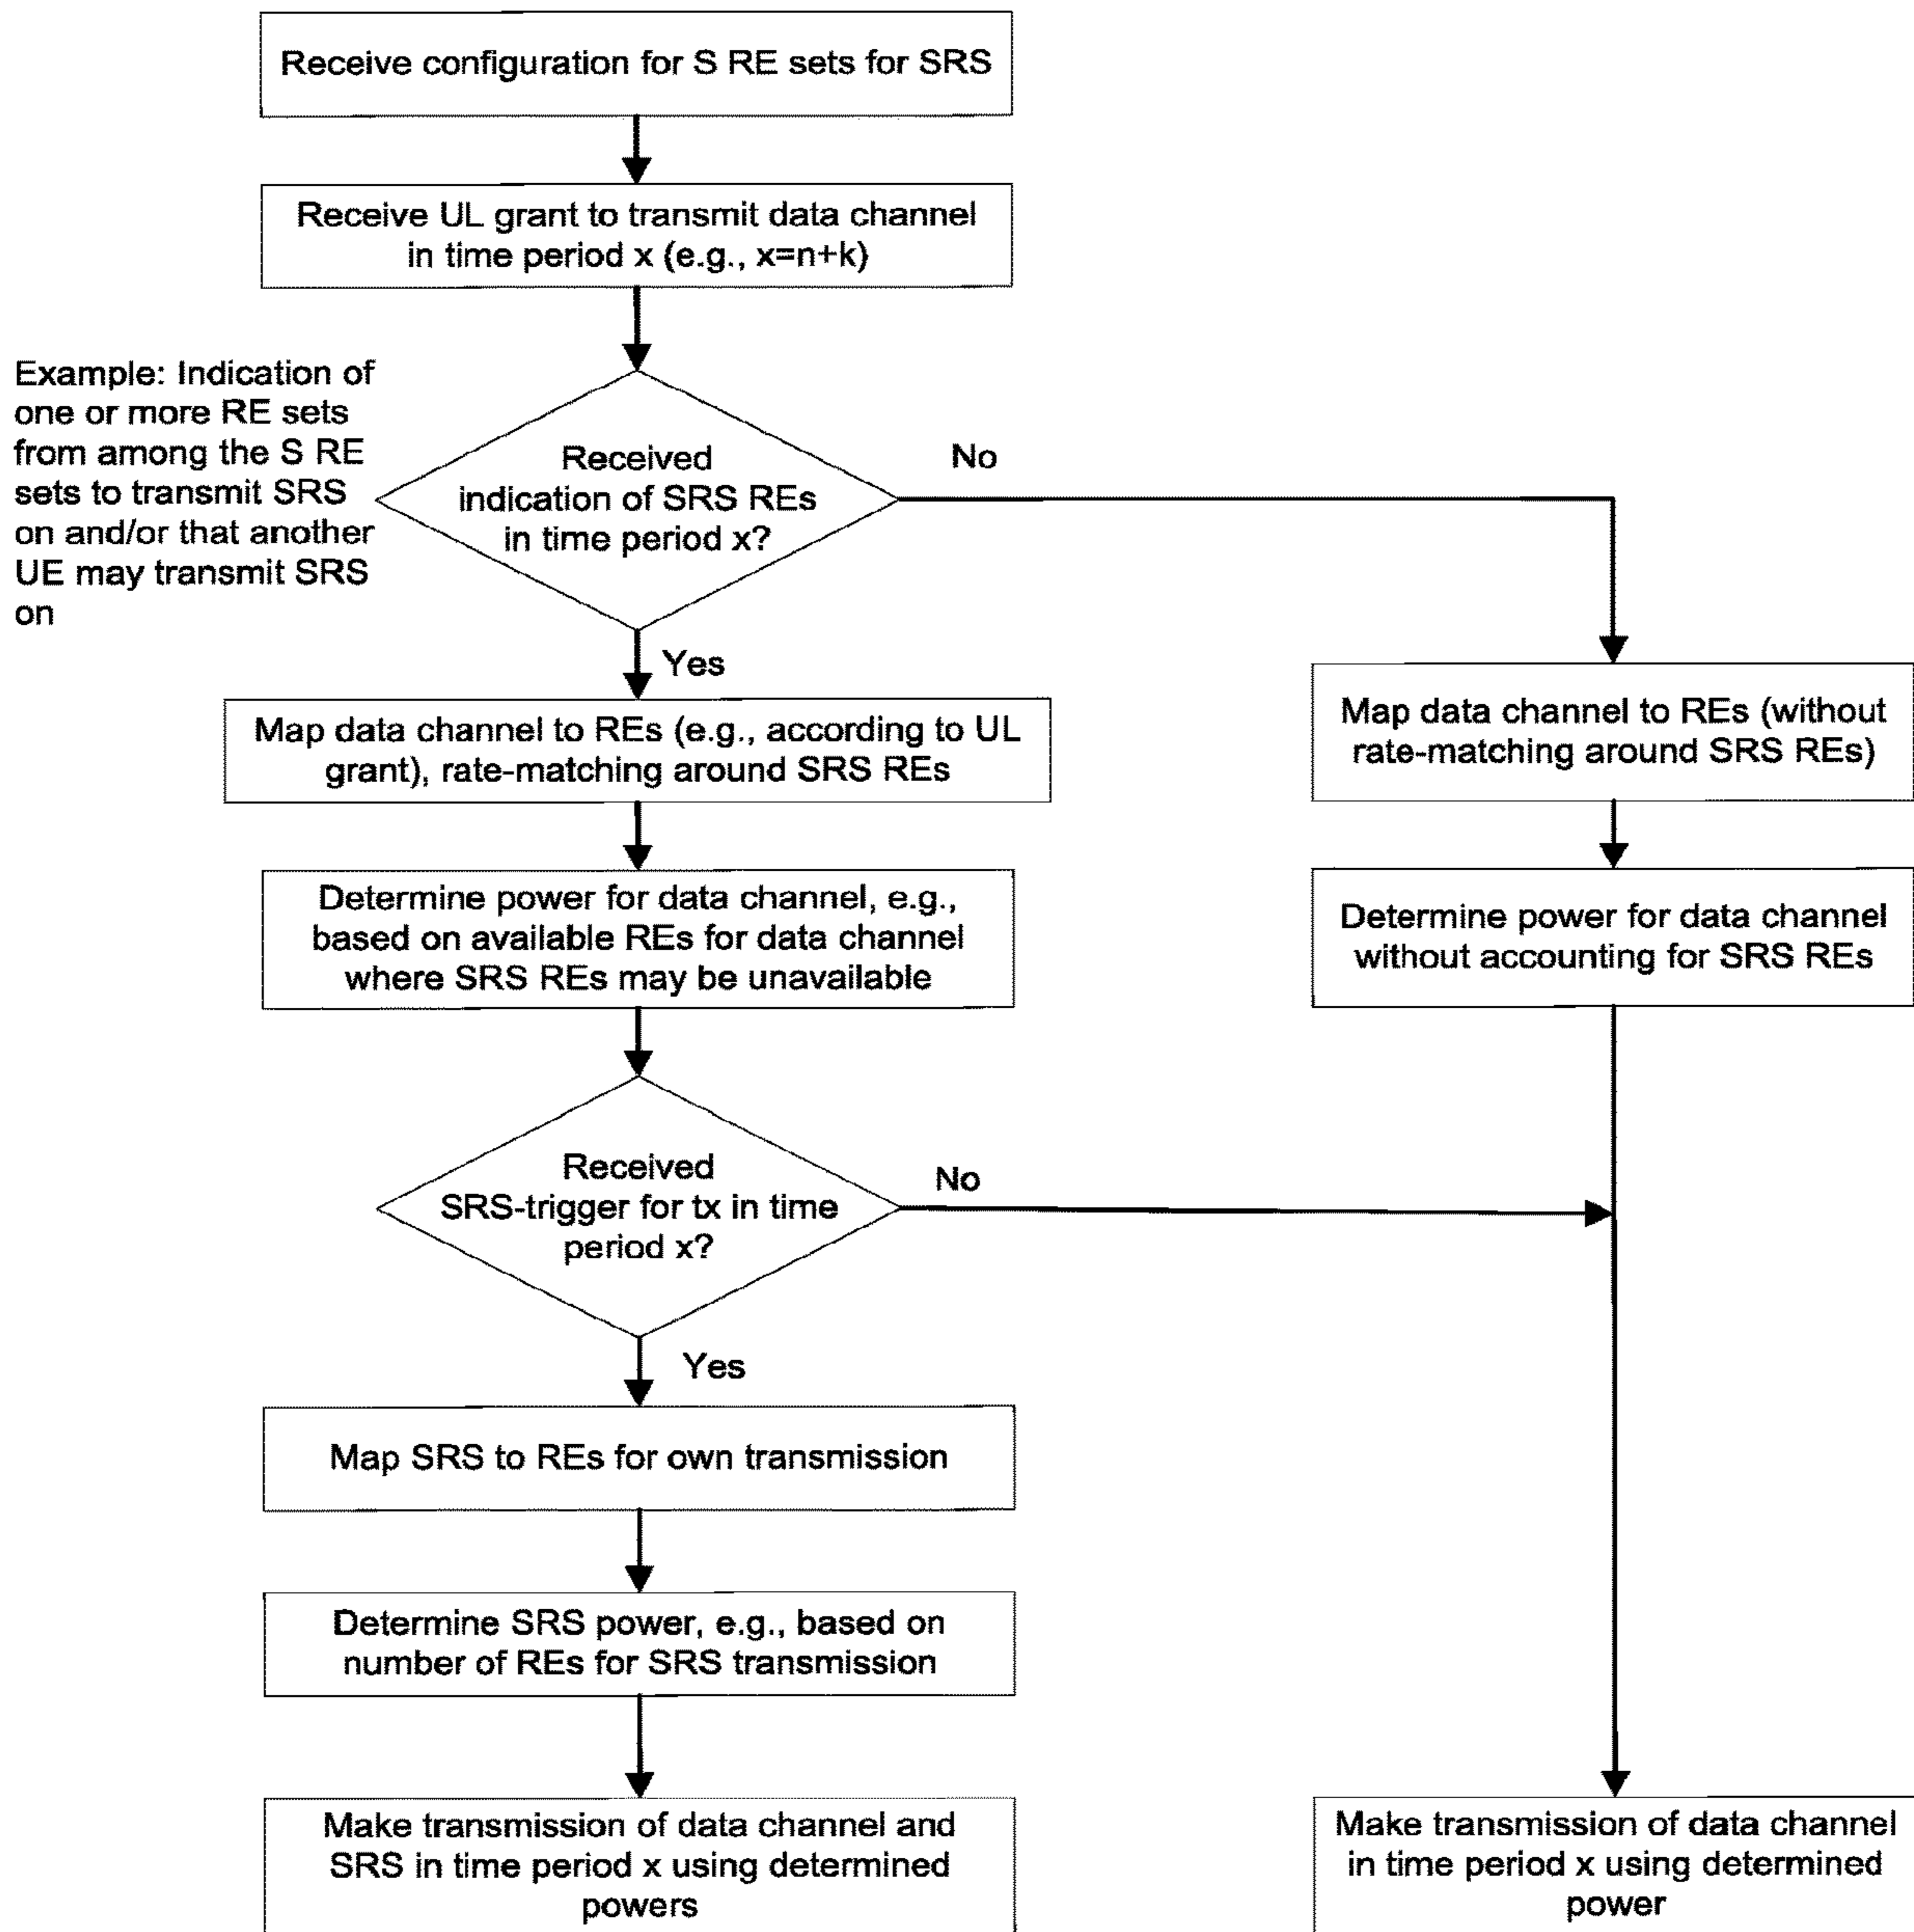 Receive configuration for S RE sets for SRS
Receive UL grant to transmit data channel
in time period x (e.g., x=n+k)
Example: Indication of
one or more RE sets
from among the S RE
sets to transmit SRS
on and/or that another
UE may transmit SRS
on
Received
indication of SRS REs
in time period x?
No
Yes
Map data channel to REs (e.g., according to UL
grant), rate-matching around SRS REs
Map data channel to REs (without
rate-matching around SRS REs)
Determine power for data channel, e.g.,
based on available REs for data channel
where SRS REs may be unavailable
Determine power for data channel
without accounting for SRS REs
Received
SRS-trigger for tx in time
period x?
No
Yes
Map SRS to REs for own transmission
Determine SRS power, e.g., based on
number of REs for SRS transmission
Make transmission of data channel and
SRS in time period x using determined
powers
Make transmission of data channel
in time period x using determined
power